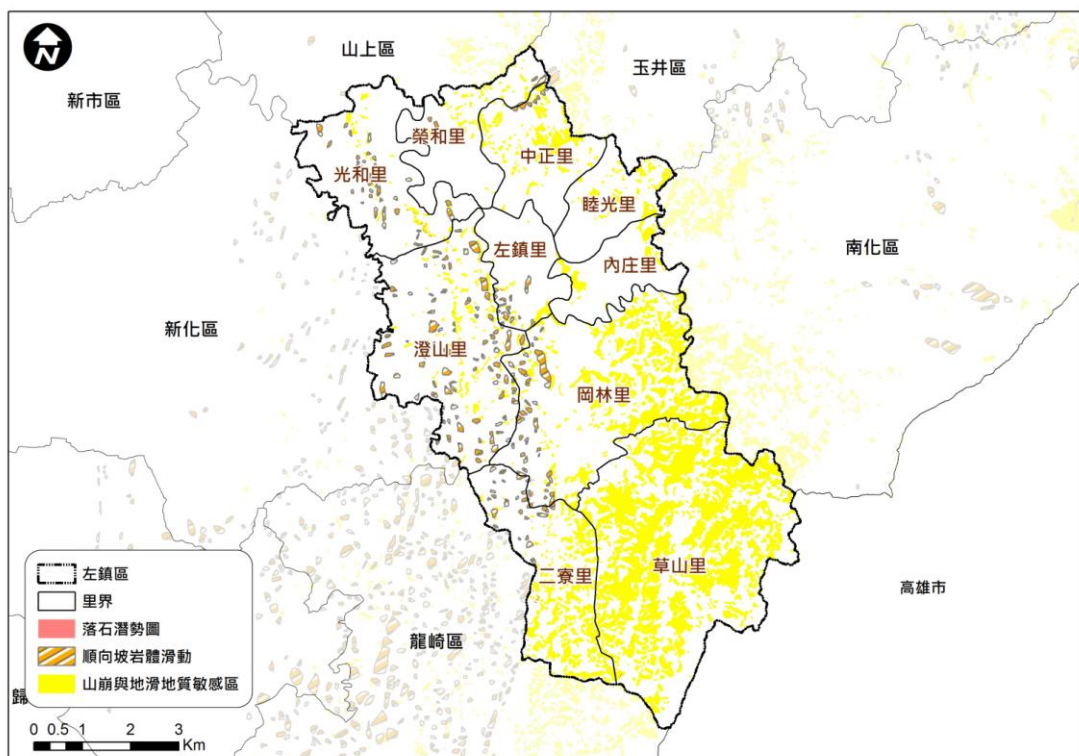 N
山上區
玉井區
新市區
榮和里
中正里
光和里
睦光里
左鎮里
內庄里
南化區
新化區
澄山里
岡林里
草山里
二寮里
高雄市
龍崎區
歸
左鎮區
里界
落石潛勢圖
順向坡岩體滑動
山崩與地滑地質敏感區
0 0.5 1 2 3
Km